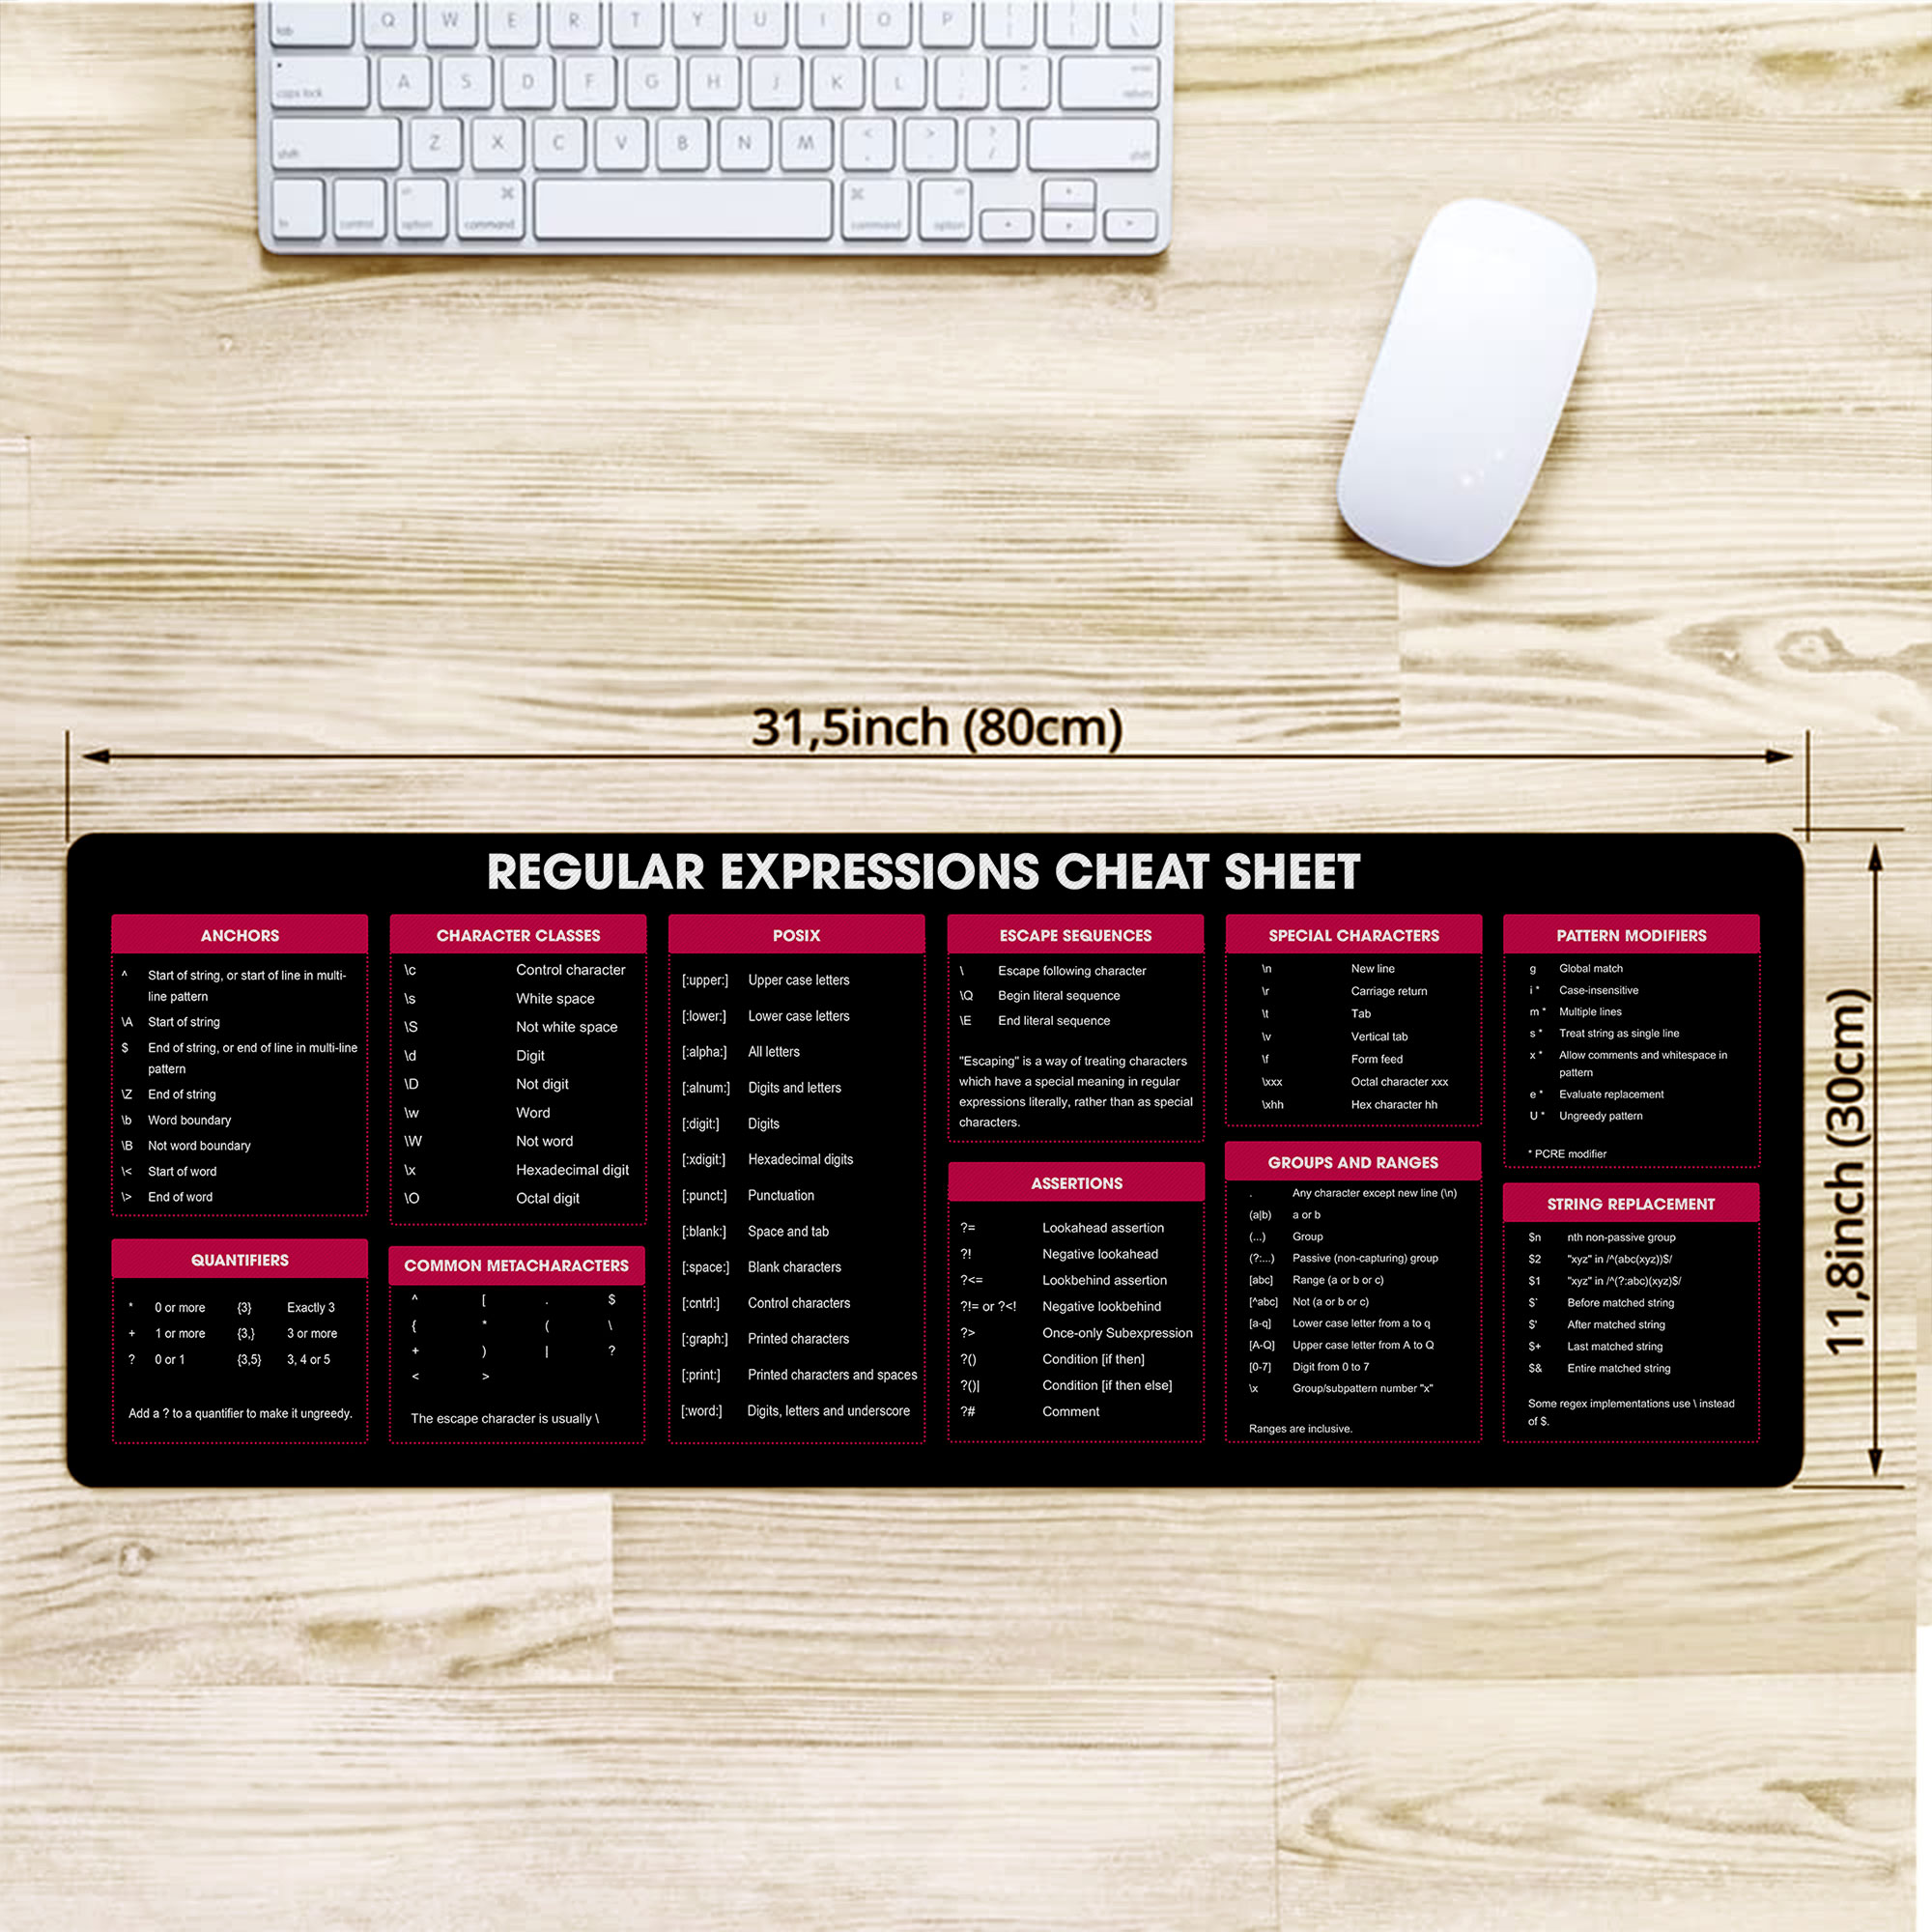 tab Q W E R T Y U I O P [ ] \
caps lock A S D F G H J K L
shift Z X C V B N M < , > . ? / shift
fn control option command command option
31,5inch (80cm)
11,8inch (30cm)
REGULAR EXPRESSIONS CHEAT SHEET
ANCHORS
^ Start of string, or start of line in multi-
line pattern
\A Start of string
$ End of string, or end of line in multi-line
pattern
\Z End of string
\b Word boundary
\B Not word boundary
\< Start of word
\> End of word
QUANTIFIERS
* 0 or more {3} Exactly 3
+ 1 or more {3,} 3 or more
? 0 or 1 {3,5} 3, 4 or 5
Add a ? to a quantifier to make it ungreedy.
CHARACTER CLASSES
\c Control character
\s White space
\S Not white space
\d Digit
\D Not digit
\w Word
\W Not word
\x Hexadecimal digit
\O Octal digit
COMMON METACHARACTERS
^ [ . $
{ * ( \
+ ) | ?
< >
The escape character is usually \
POSIX
[:upper:] Upper case letters
[:lower:] Lower case letters
[:alpha:] All letters
[:alnum:] Digits and letters
[:digit:] Digits
[:xdigit:] Hexadecimal digits
[:punct:] Punctuation
[:blank:] Space and tab
[:space:] Blank characters
[:cntrl:] Control characters
[:graph:] Printed characters
[:print:] Printed characters and spaces
[:word:] Digits, letters and underscore
ESCAPE SEQUENCES
\ Escape following character
\Q Begin literal sequence
\E End literal sequence
"Escaping" is a way of treating characters
which have a special meaning in regular
expressions literally, rather than as special
characters.
ASSERTIONS
?= Lookahead assertion
?! Negative lookahead
?<= Lookbehind assertion
?!= or ?<! Negative lookbehind
?> Once-only Subexpression
?() Condition [if then]
?()| Condition [if then else]
?# Comment
SPECIAL CHARACTERS
\n New line
\r Carriage return
\t Tab
\v Vertical tab
\f Form feed
\xxx Octal character xxx
\xhh Hex character hh
GROUPS AND RANGES
. Any character except new line (\n)
(a|b) a or b
(...) Group
(?:...) Passive (non-capturing) group
[abc] Range (a or b or c)
[^abc] Not (a or b or c)
[a-q] Lower case letter from a to q
[A-Q] Upper case letter from A to Q
[0-7] Digit from 0 to 7
\x Group/subpattern number "x"
Ranges are inclusive.
PATTERN MODIFIERS
g Global match
i * Case-insensitive
m * Multiple lines
s * Treat string as single line
x * Allow comments and whitespace in
pattern
e * Evaluate replacement
U * Ungreedy pattern
* PCRE modifier
STRING REPLACEMENT
$n nth non-passive group
$2 "xyz" in /^(abc(xyz))$/
$1 "xyz" in /^(?:abc)(xyz)$/
$` Before matched string
$' After matched string
$+ Last matched string
$& Entire matched string
Some regex implementations use \ instead
of $.